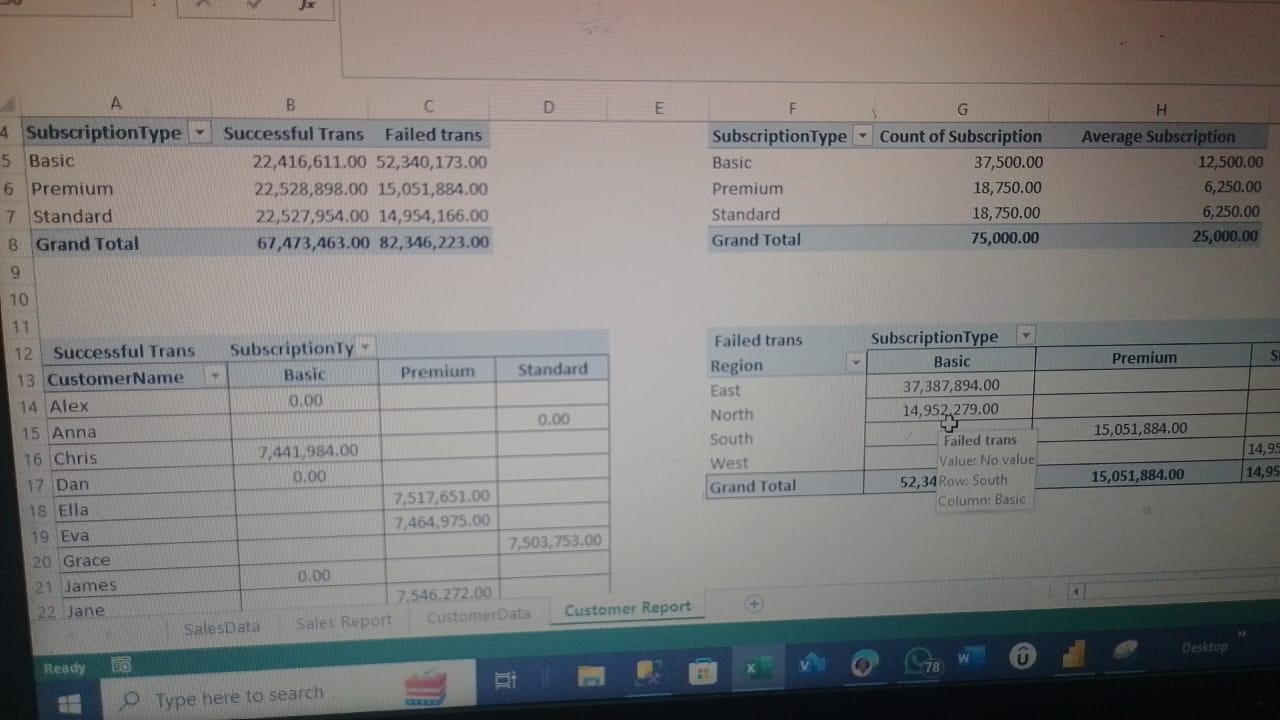 fx
A B C D E F G H
4 SubscriptionType Successful Trans Failed trans SubscriptionType Count of Subscription Average Subscription
5 Basic 22,416,611.00 52,340,173.00 Basic 37,500.00 12,500.00
6 Premium 22,528,898.00 15,051,884.00 Premium 18,750.00 6,250.00
7 Standard 22,527,954.00 14,954,166.00 Standard 18,750.00 6,250.00
8 Grand Total 67,473,463.00 82,346,223.00 Grand Total 75,000.00 25,000.00
9
10
11
12 Successful Trans SubscriptionTy Failed trans SubscriptionType
13 CustomerName Basic Premium Standard Region Basic Premium S
14 Alex 0.00 East 37,387,894.00
15 Anna 0.00 North 14,952,279.00
16 Chris 7,441,984.00 South 15,051,884.00
17 Dan 0.00 West 14,95
18 Ella 7,517,651.00 Grand Total 52,34 15,051,884.00 14,95
19 Eva 7,464,975.00
20 Grace 7,503,753.00
21 James 0.00
22 Jane 7,546,272.00
Failed trans
Value: No value
Row: South
Column: Basic
SalesData Sales Report CustomerData Customer Report
Ready
Type here to search
X V 78 W U Desktop